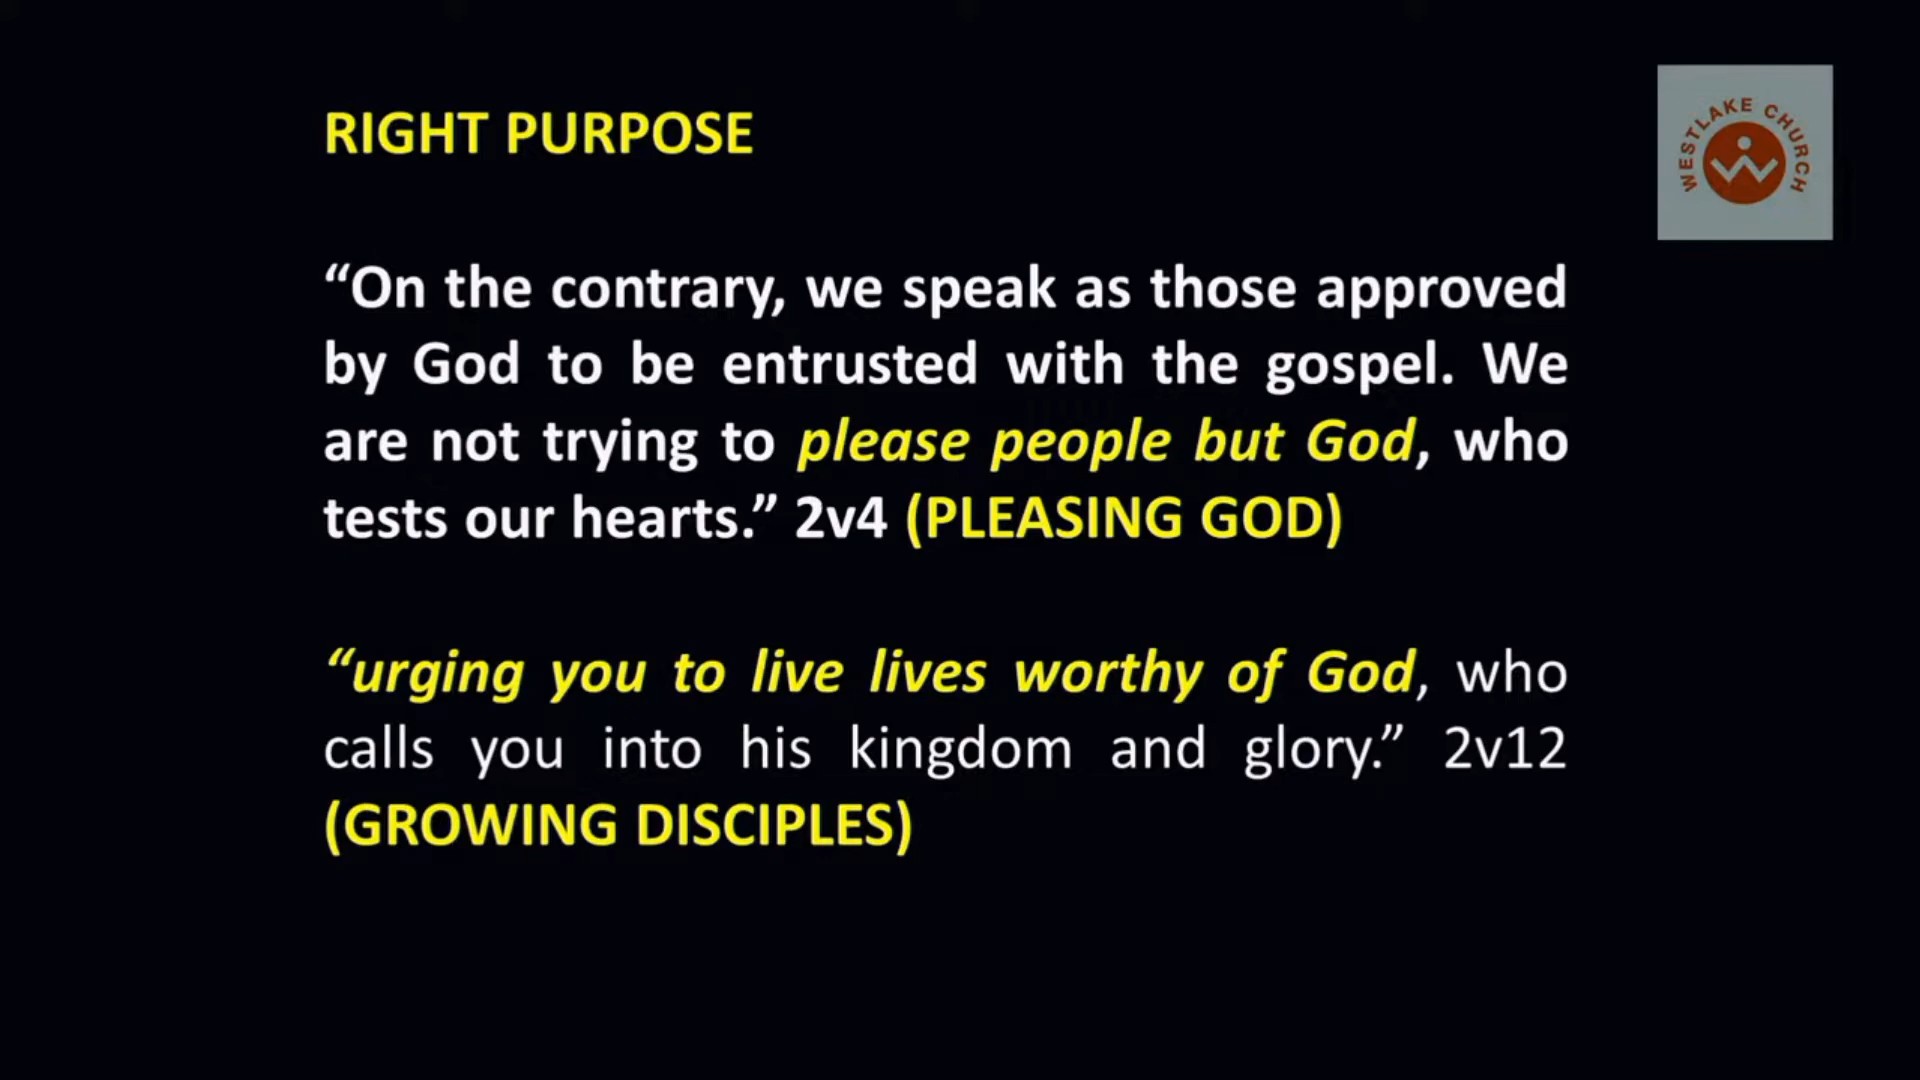 RIGHT PURPOSE
WESTLAKE CHURCH
“On the contrary, we speak as those approved
by God to be entrusted with the gospel. We
are not trying to please people but God, who
tests our hearts.” 2v4 (PLEASING GOD)
“urging you to live lives worthy of God, who
calls you into his kingdom and glory.” 2v12
(GROWING DISCIPLES)